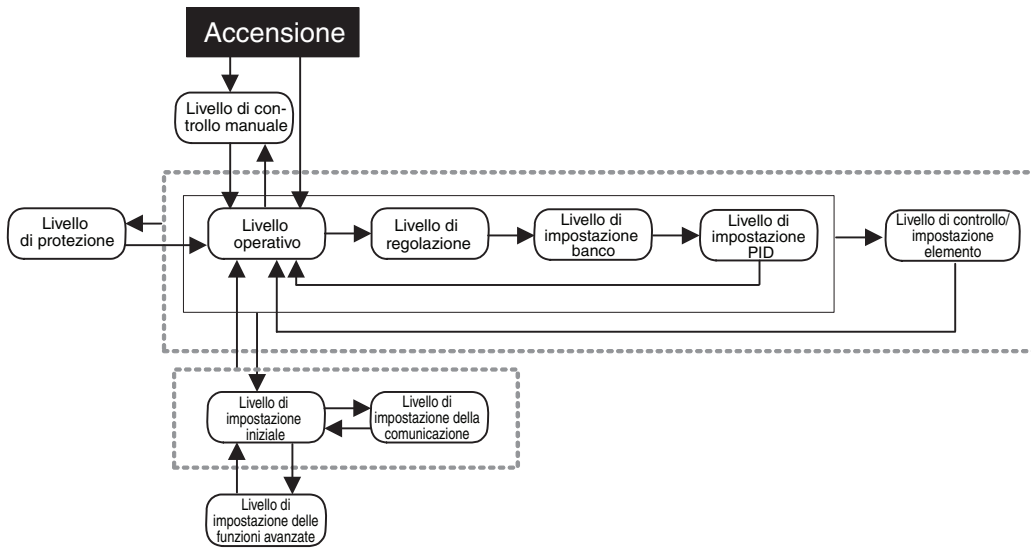 Accensione
Livello di con-
trollo manuale
Livello
di protezione
Livello
operativo
Livello di
regolazione
Livello di
impostazione
banco
Livello di
impostazione
PID
Livello di controllo/
impostazione
elemento
Livello di
impostazione
iniziale
Livello di
impostazione della
comunicazione
Livello di
impostazione delle
funzioni avanzate